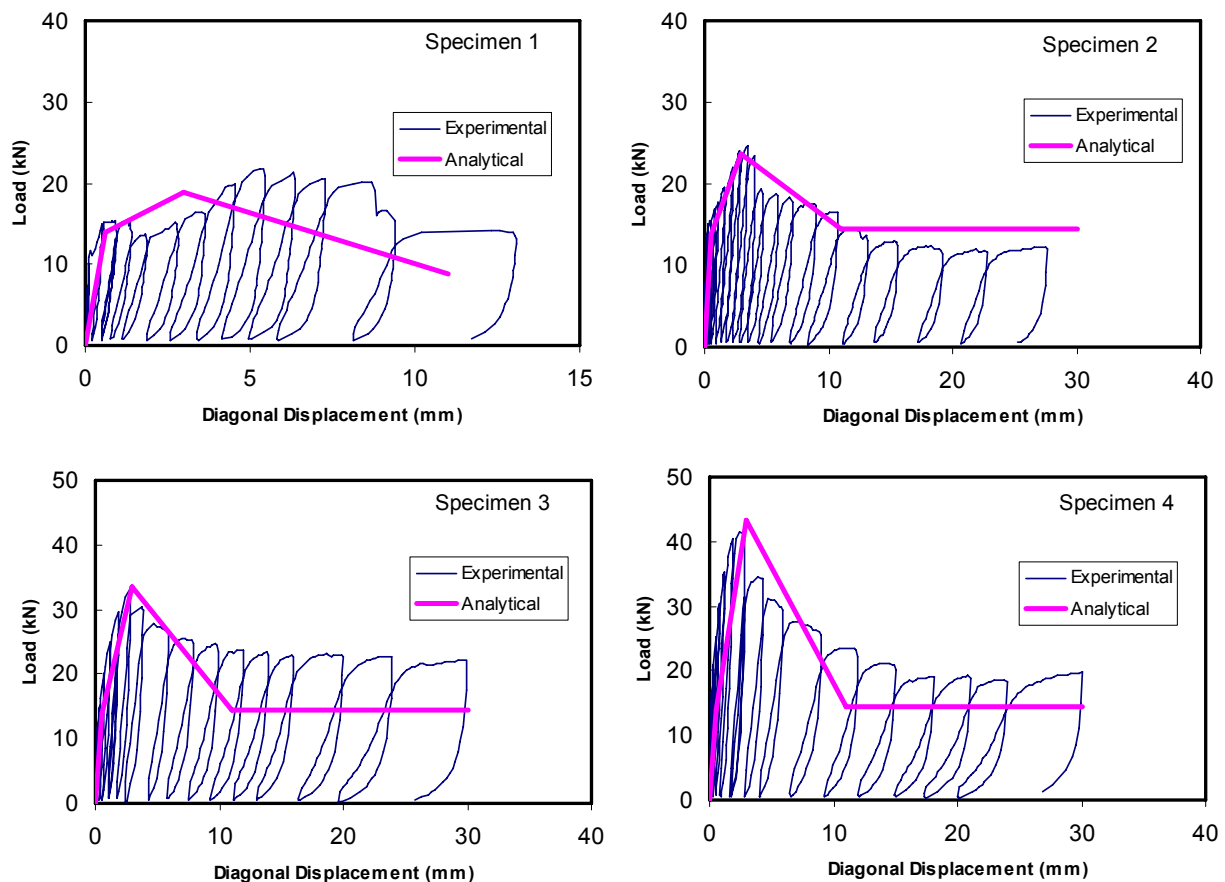 Specimen 1
40
30
20
10
0
Load (kN)
Experimental
Analytical
0 5 10 15
Diagonal Displacement (mm)
Specimen 2
40
30
20
10
0
Load (kN)
Experimental
Analytical
0 10 20 30 40
Diagonal Displacement (mm)
Specimen 3
50
40
30
20
10
0
Load (kN)
Experimental
Analytical
0 10 20 30 40
Diagonal Displacement (mm)
Specimen 4
50
40
30
20
10
0
Load (kN)
Experimental
Analytical
0 10 20 30 40
Diagonal Displacement (mm)